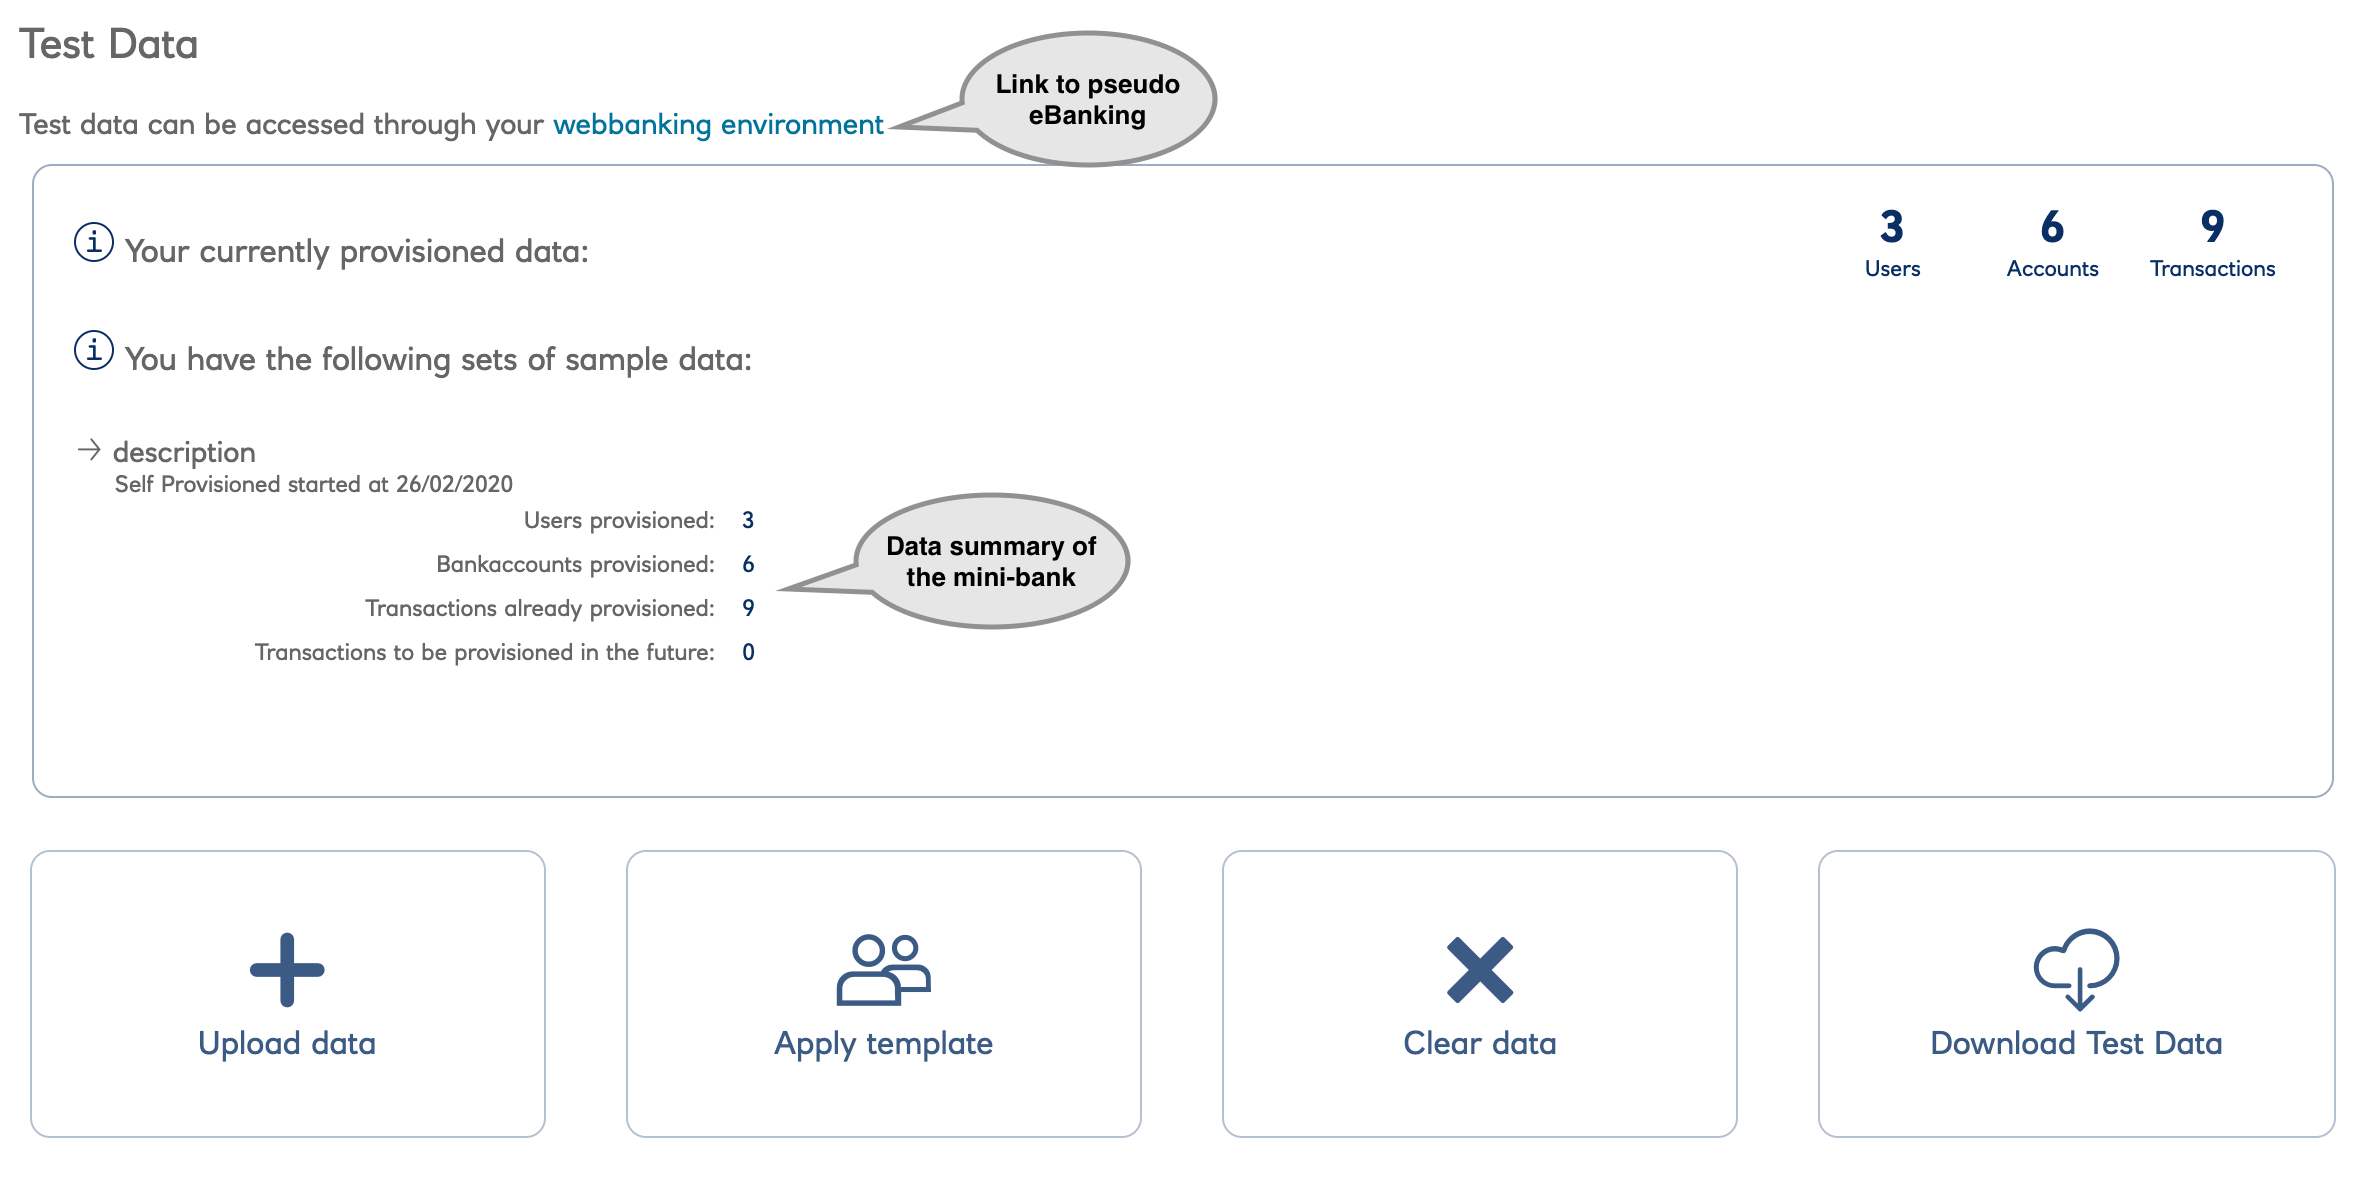 Test Data
Link to pseudo
eBanking
Test data can be accessed through your webbanking environment
Your currently provisioned data:
3
Users
6
Accounts
9
Transactions
You have the following sets of sample data:
description
Self Provisioned started at 26/02/2020
Users provisioned: 3
Bankaccounts provisioned: 6
Transactions already provisioned: 9
Transactions to be provisioned in the future: 0
Data summary of
the mini-bank
Upload data
Apply template
Clear data
Download Test Data